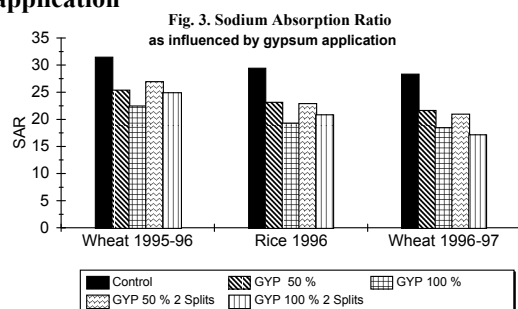 application
Fig. 3. Sodium Absorption Ratio
as influenced by gypsum application
35
30
25
20
15
10
5
0
SAR
Wheat 1995-96 Rice 1996 Wheat 1996-97
Control GYP 50 % GYP 100 %
GYP 50 % 2 Splits GYP 100 % 2 Splits